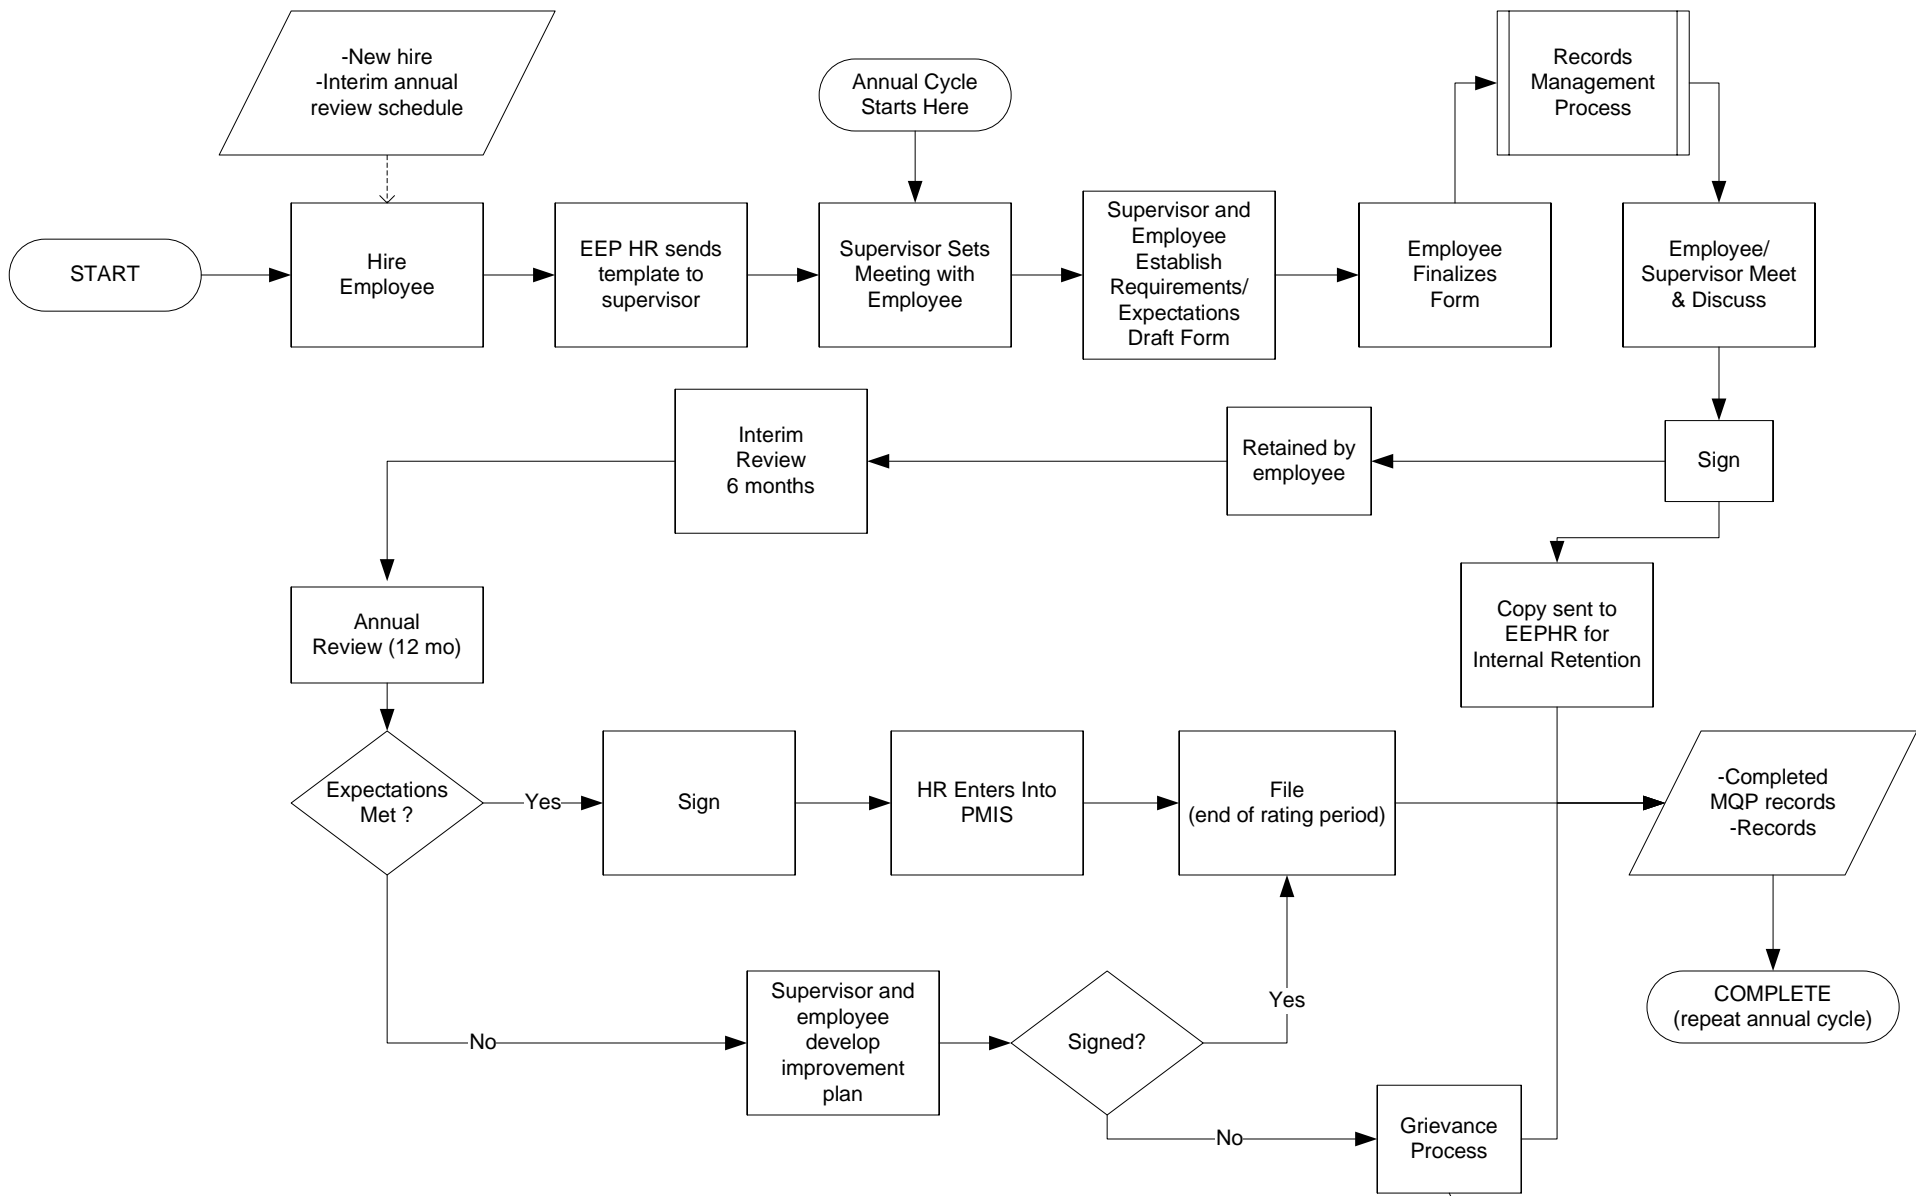 -New hire
-Interim annual
review schedule
Annual Cycle
Starts Here
Records
Management
Process
START
Hire
Employee
EEP HR sends
template to
supervisor
Supervisor Sets
Meeting with
Employee
Supervisor and
Employee
Establish
Requirements/
Expectations
Draft Form
Employee
Finalizes
Form
Employee/
Supervisor Meet
& Discuss
Interim
Review
6 months
Retained by
employee
Sign
Annual
Review (12 mo)
Copy sent to
EEPHR for
Internal Retention
Expectations
Met ?
Yes
Sign
HR Enters Into
PMIS
File
(end of rating period)
-Completed
MQP records
-Records
No
Supervisor and
employee
develop
improvement
plan
Signed?
Yes
COMPLETE
(repeat annual cycle)
No
Grievance
Process